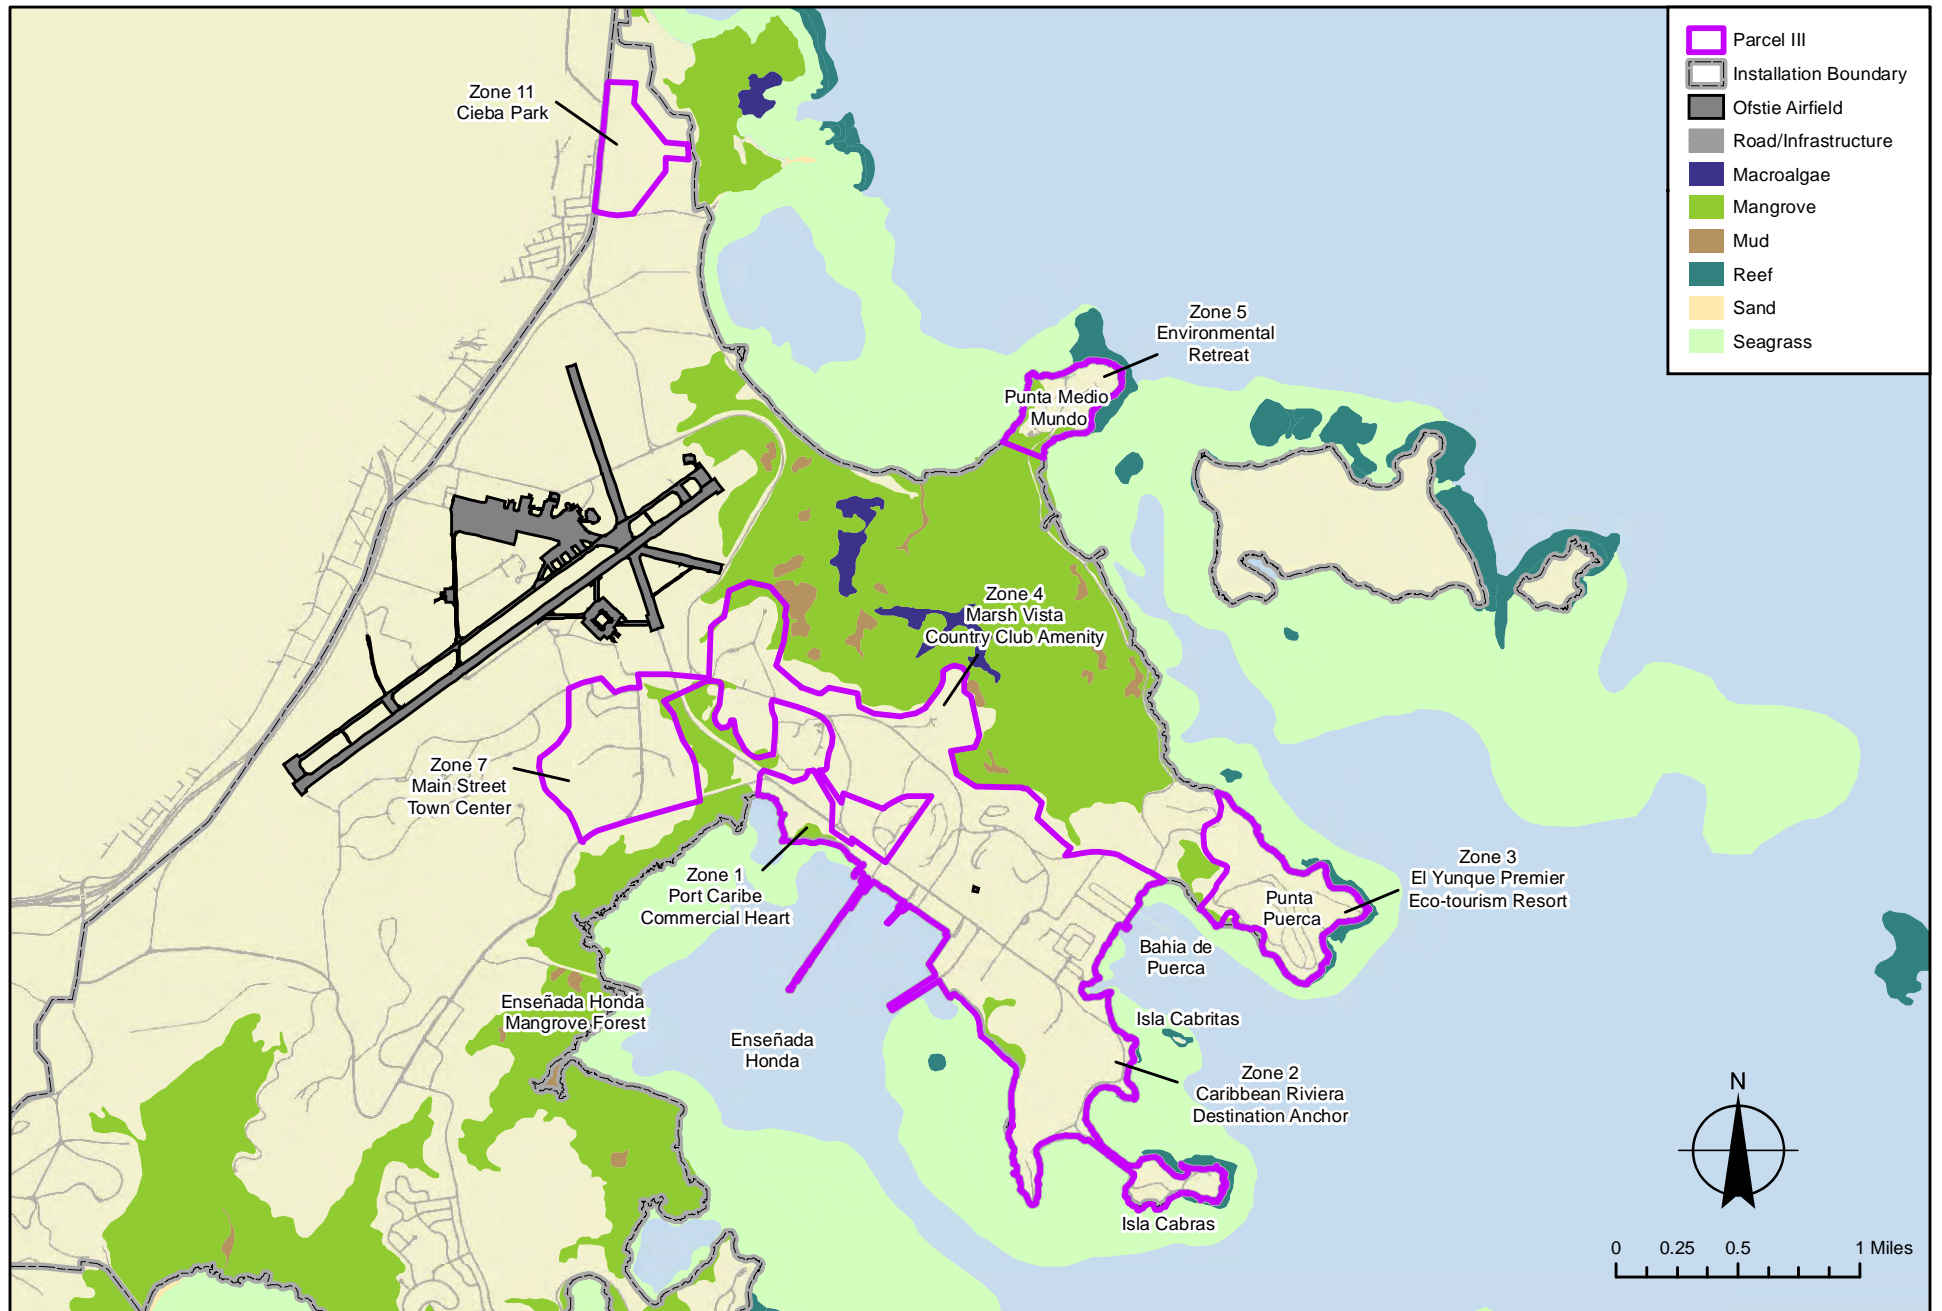 Parcel III
Installation Boundary
Ofstie Airfield
Road/Infrastructure
Macroalgae
Mangrove
Mud
Reef
Sand
Seagrass
Zone 11
Cieba Park
Zone 5
Environmental
Retreat
Punta Medio
Mundo
Zone 4
Marsh Vista
Country Club Amenity
Zone 7
Main Street
Town Center
Zone 1
Port Caribe
Commercial Heart
Zone 3
El Yunque Premier
Eco-tourism Resort
Punta
Puerca
Bahia de
Puerca
Enseñada Honda
Mangrove Forest
Isla Cabritas
Enseñada
Honda
Zone 2
Caribbean Riviera
Destination Anchor
Isla Cabras
N
0 0.25 0.5 1 Miles